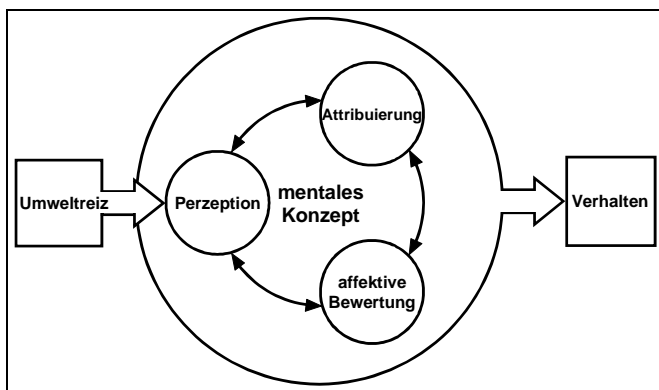 Umweltreiz
Perzeption
Attribuierung
mentales
Konzept
affektive
Bewertung
Verhalten